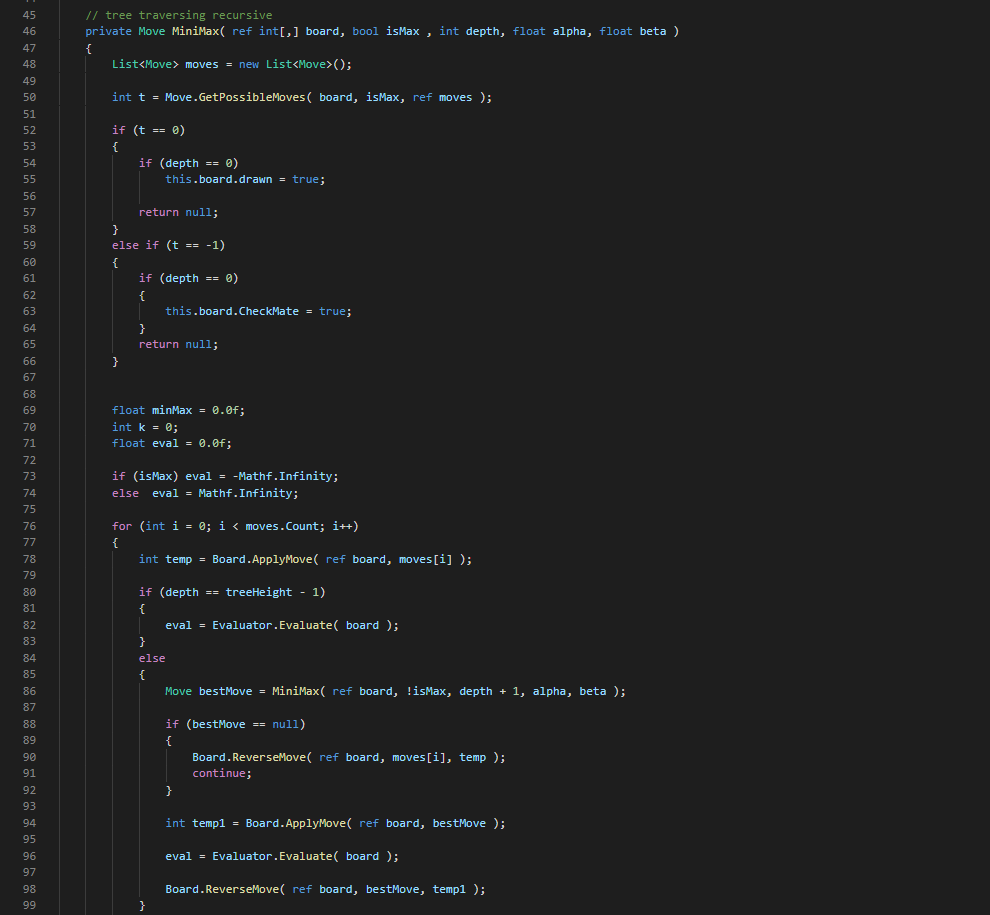 45 // tree traversing recursive
46 private Move MiniMax( ref int[,] board, bool isMax , int depth, float alpha, float beta )
47 {
48 List<Move> moves = new List<Move>();
49
50 int t = Move.GetPossibleMoves( board, isMax, ref moves );
51
52 if (t == 0)
53 {
54 if (depth == 0)
55 this.board.drawn = true;
56
57 return null;
58 }
59 else if (t == -1)
60 {
61 if (depth == 0)
62 {
63 this.board.CheckMate = true;
64 }
65 return null;
66 }
67
68
69 float minMax = 0.0f;
70 int k = 0;
71 float eval = 0.0f;
72
73 if (isMax) eval = -Mathf.Infinity;
74 else  eval = Mathf.Infinity;
75
76 for (int i = 0; i < moves.Count; i++)
77 {
78 int temp = Board.ApplyMove( ref board, moves[i] );
79
80 if (depth == treeHeight - 1)
81 {
82 eval = Evaluator.Evaluate( board );
83 }
84 else
85 {
86 Move bestMove = MiniMax( ref board, !isMax, depth + 1, alpha, beta );
87
88 if (bestMove == null)
89 {
90 Board.ReverseMove( ref board, moves[i], temp );
91 continue;
92 }
93
94 int temp1 = Board.ApplyMove( ref board, bestMove );
95
96 eval = Evaluator.Evaluate( board );
97
98 Board.ReverseMove( ref board, bestMove, temp1 );
99 }